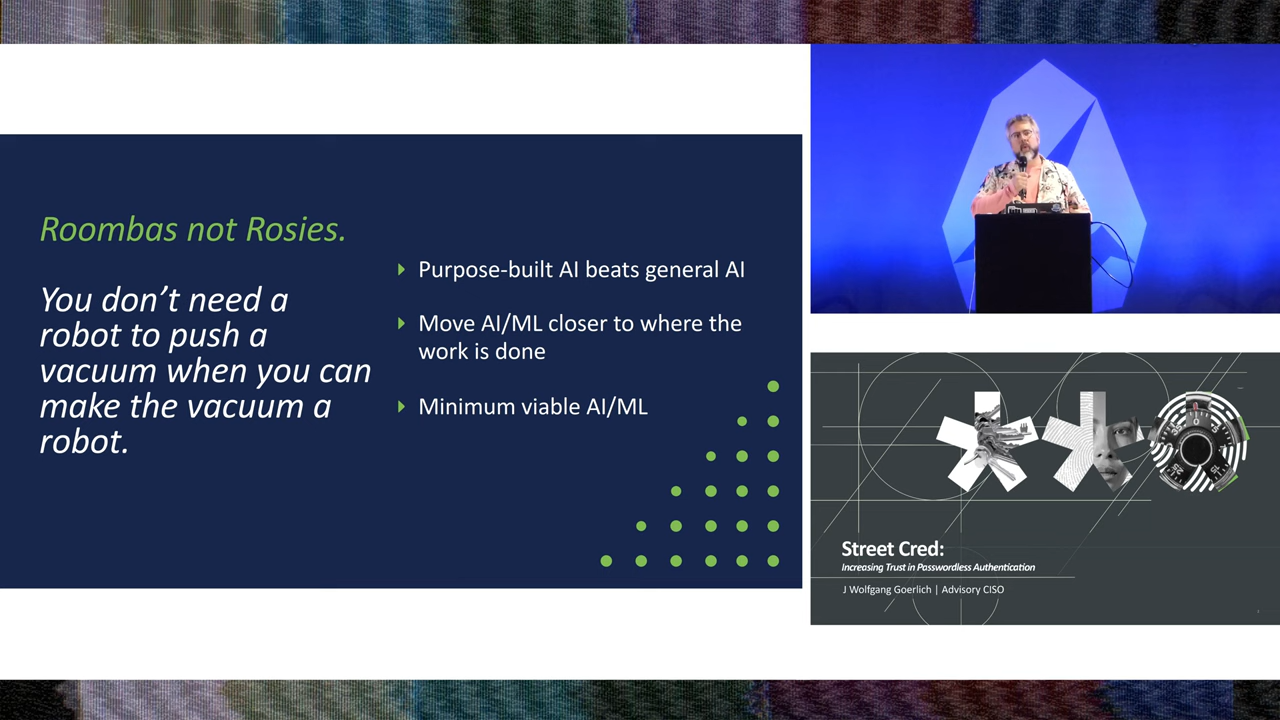 Roombas not Rosies.
You don’t need a
robot to push a
vacuum when you can
make the vacuum a
robot.
Purpose-built AI beats general AI
Move AI/ML closer to where the
work is done
Minimum viable AI/ML
Street Cred:
Increasing Trust in Passwordless Authentication
J Wolfgang Goerlich | Advisory CISO